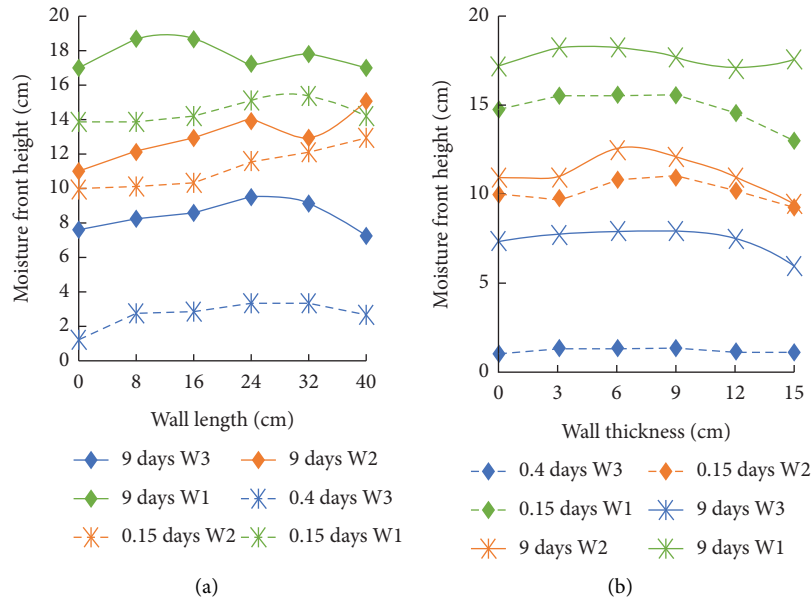 Moisture front height (cm)
20
18
16
14
12
10
8
6
4
2
0
0 8 16 24 32 40
Wall length (cm)
9 days W3 9 days W2
9 days W1 0.4 days W3
0.15 days W2 0.15 days W1
(a)
Moisture front height (cm)
20
15
10
5
0
0 3 6 9 12 15
Wall thickness (cm)
0.4 days W3 0.15 days W2
0.15 days W1 9 days W3
9 days W2 9 days W1
(b)